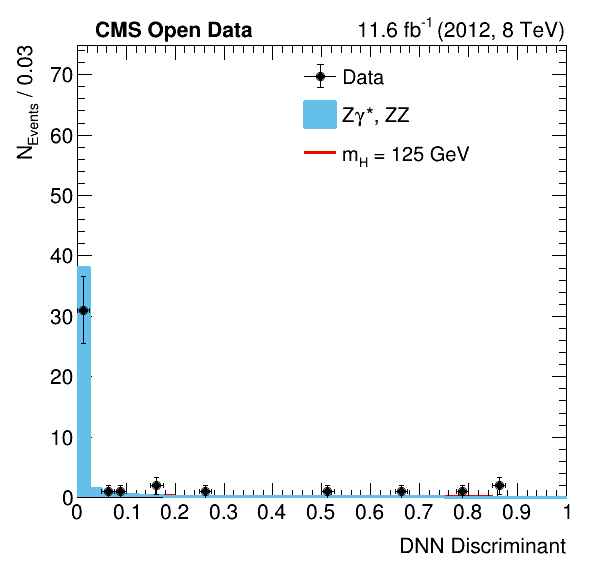 CMS Open Data 11.6 fb⁻¹ (2012, 8 TeV)
N_Events / 0.03
70
60
50
40
30
20
10
0
Data
Zγ*, ZZ
m_H = 125 GeV
0 0.1 0.2 0.3 0.4 0.5 0.6 0.7 0.8 0.9 1
DNN Discriminant